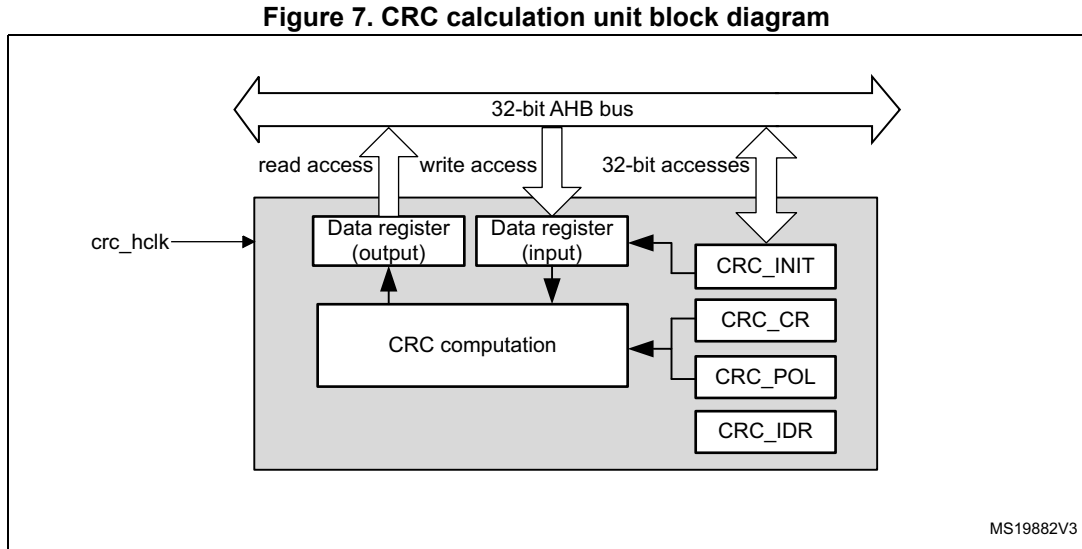 Figure 7. CRC calculation unit block diagram
32-bit AHB bus
read access
write access
32-bit accesses
crc_hclk
Data register
(output)
Data register
(input)
CRC_INIT
CRC computation
CRC_CR
CRC_POL
CRC_IDR
MS19882V3